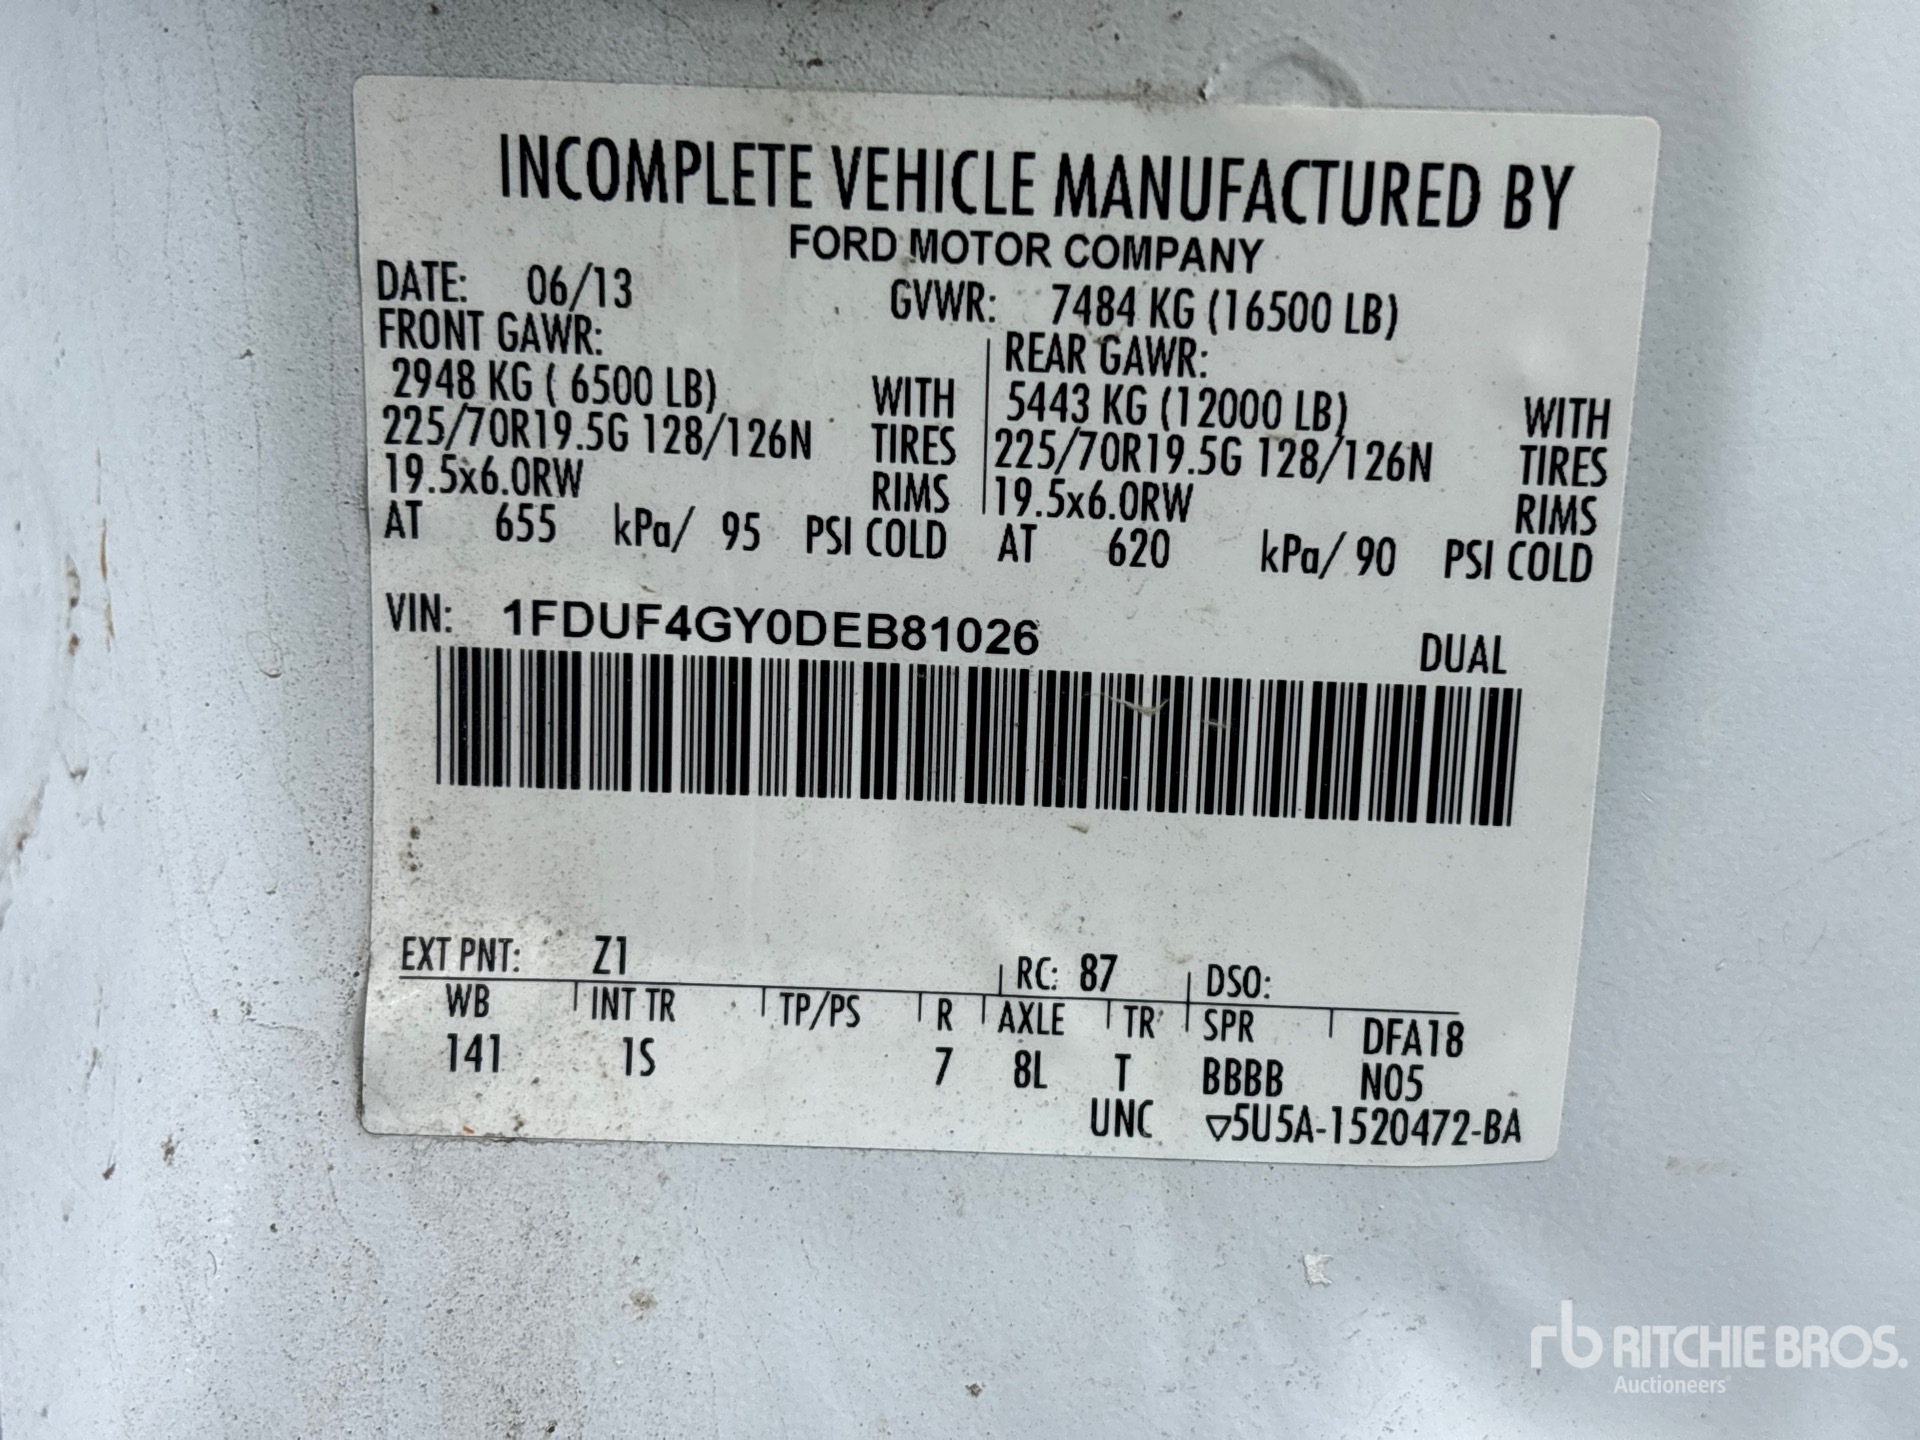 INCOMPLETE VEHICLE MANUFACTURED BY
FORD MOTOR COMPANY
DATE: 06/13 GVWR: 7484 KG (16500 LB)
FRONT GAWR: REAR GAWR:
2948 KG ( 6500 LB) WITH 5443 KG (12000 LB) WITH
225/70R19.5G 128/126N TIRES 225/70R19.5G 128/126N TIRES
19.5x6.0RW RIMS 19.5x6.0RW RIMS
AT 655 kPa/ 95 PSI COLD AT 620 kPa/ 90 PSI COLD
VIN: 1FDUF4GY0DEB81026 DUAL
EXT PNT: Z1 RC: 87 DSO:
WB INT TR TP/PS R AXLE TR SPR DFA18
141 1S 7 8L T BBBB N05
UNC ▽5U5A-1520472-BA
rb RITCHIE BROS.
Auctioneers